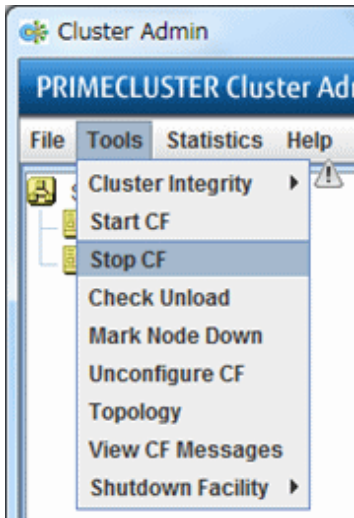 Cluster Admin
PRIMECLUSTER Cluster
File Tools Statistics Help
Cluster Integrity
Start CF
Stop CF
Check Unload
Mark Node Down
Unconfigure CF
Topology
View CF Messages
Shutdown Facility